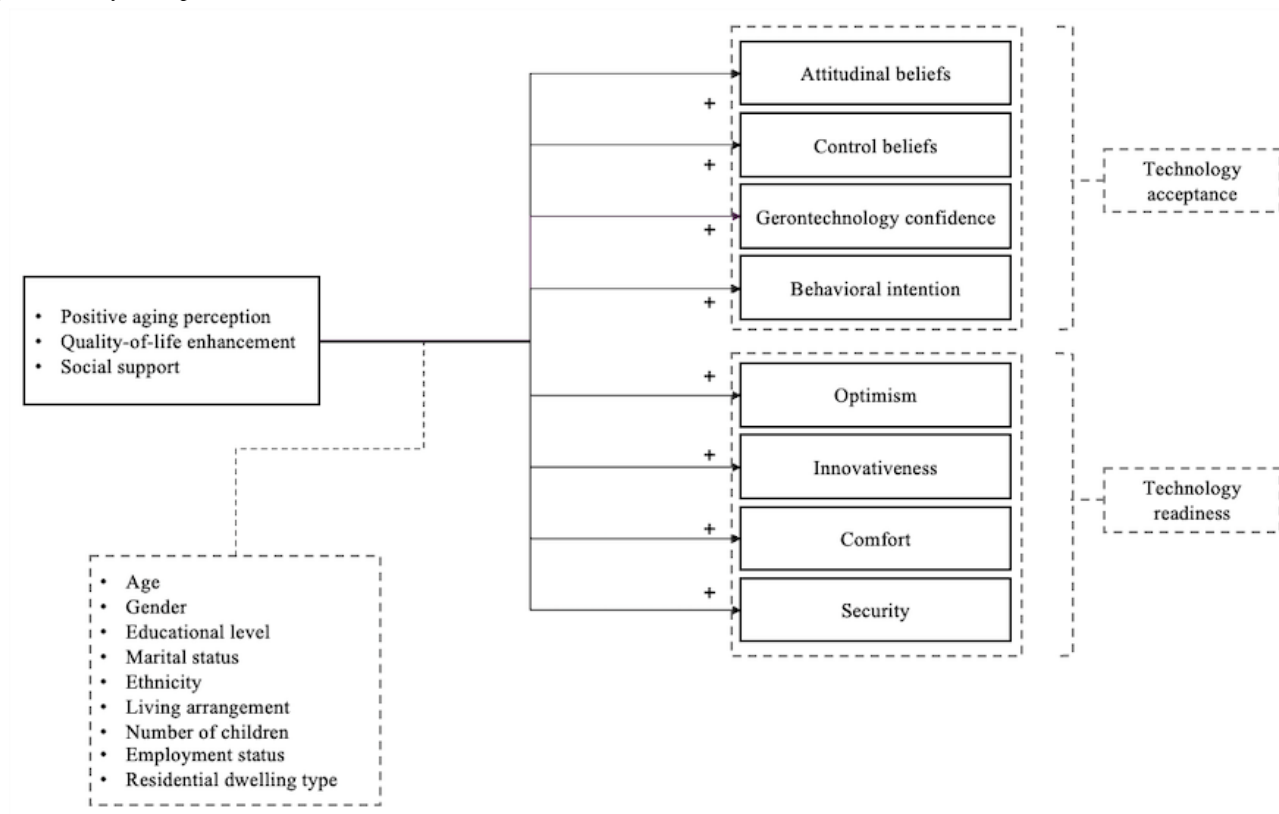 Attitudinal beliefs
+
Control beliefs
+
Gerontechnology confidence
+
Behavioral intention
+
Technology
acceptance
• Positive aging perception
• Quality-of-life enhancement
• Social support
+
Optimism
+
Innovativeness
+
Comfort
+
Security
Technology
readiness
• Age
• Gender
• Educational level
• Marital status
• Ethnicity
• Living arrangement
• Number of children
• Employment status
• Residential dwelling type